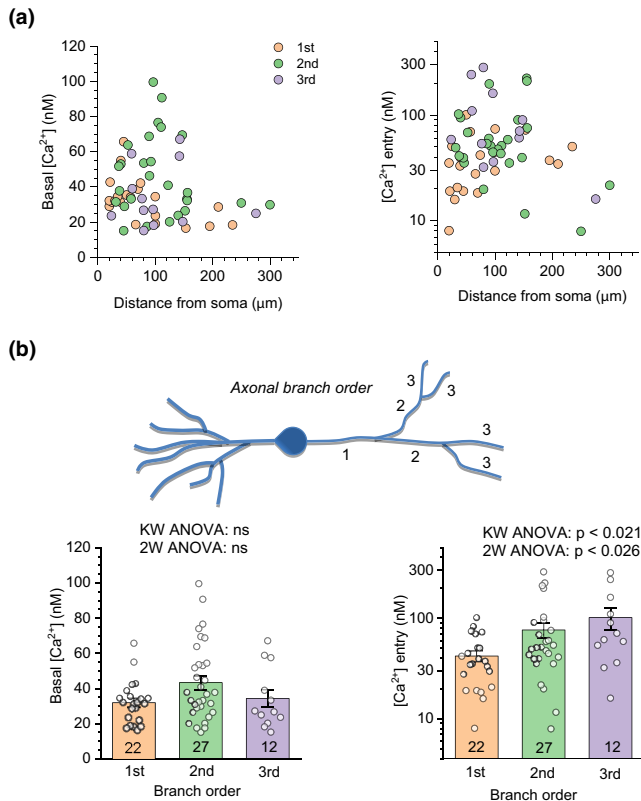 (a)
120
100
80
60
40
20
0
Basal [Ca²⁺] (nM)
0 100 200 300
Distance from soma (µm)
1st
2nd
3rd
300
100
30
10
[Ca²⁺] entry (nM)
0 100 200 300
Distance from soma (µm)
(b)
Axonal branch order
1
2
2
3
3
3
3
KW ANOVA: ns
2W ANOVA: ns
120
100
80
60
40
20
0
Basal [Ca²⁺] (nM)
22 27 12
1st 2nd 3rd
Branch order
KW ANOVA: p < 0.021
2W ANOVA: p < 0.026
300
100
30
10
[Ca²⁺] entry (nM)
22 27 12
1st 2nd 3rd
Branch order